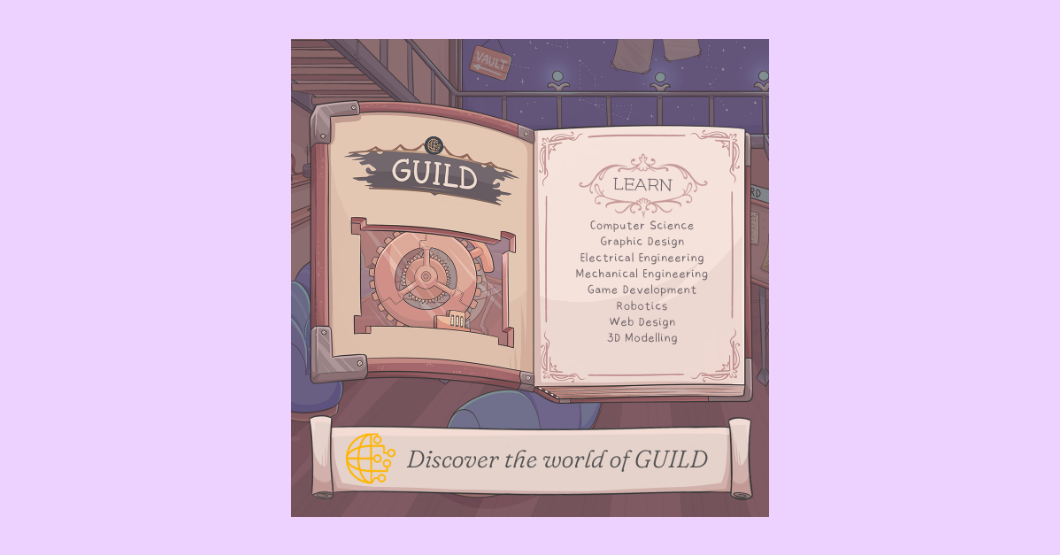 VAULT
GUILD
LEARN
Computer Science
Graphic Design
Electrical Engineering
Mechanical Engineering
Game Development
Robotics
Web Design
3D Modelling
RD
Discover the world of GUILD